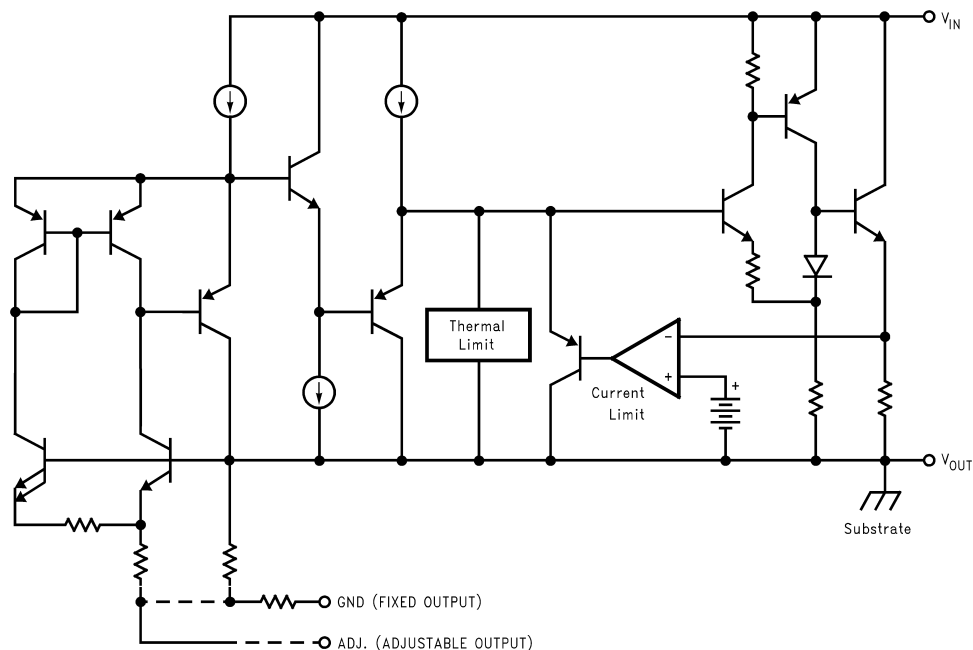 V_IN
Thermal
Limit
−
+
+
Current
Limit
V_OUT
Substrate
GND (FIXED OUTPUT)
ADJ. (ADJUSTABLE OUTPUT)